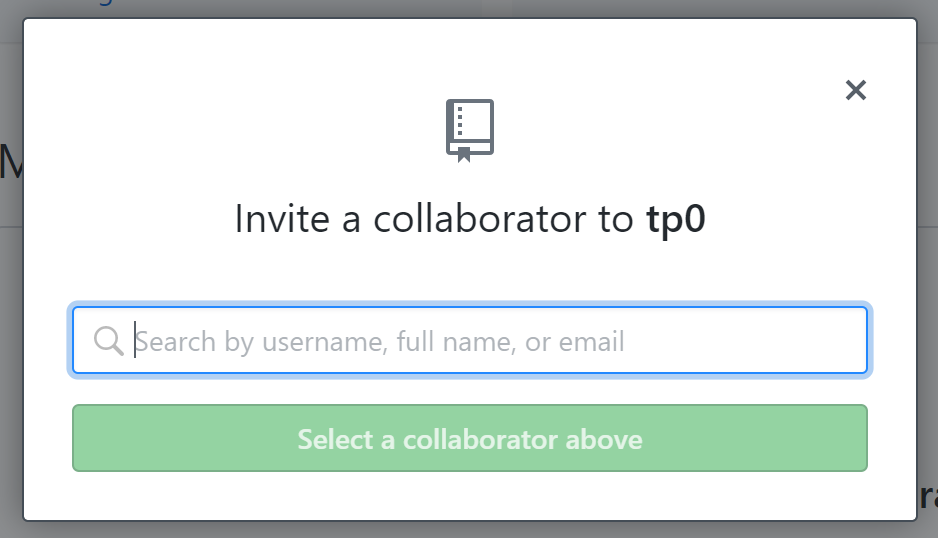 Invite a collaborator to tp0
Search by username, full name, or email
Select a collaborator above